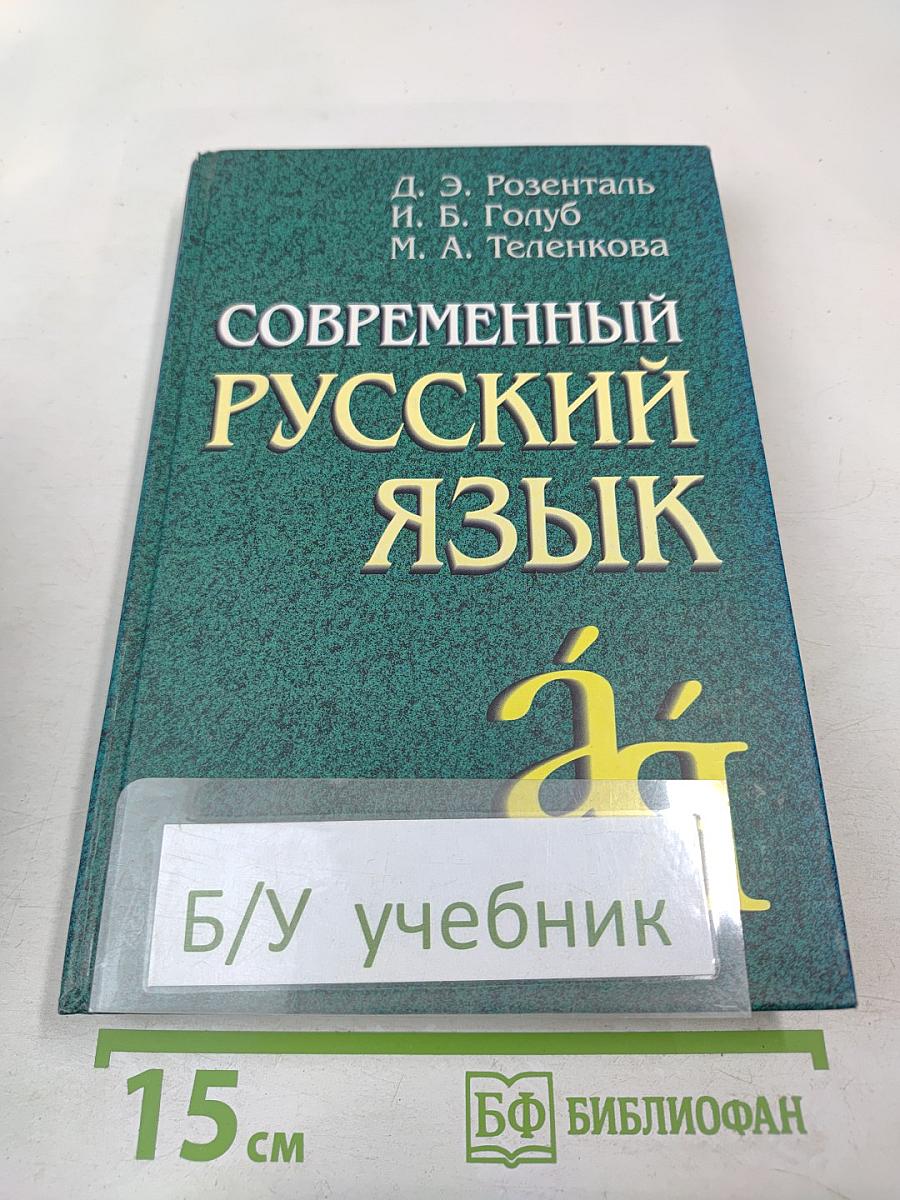 Д. Э. Розенталь
И. Б. Голуб
М. А. Теленкова
СОВРЕМЕННЫЙ
РУССКИЙ
ЯЗЫК
а́
я́
Б/У учебник
15 см
БФ БИБЛИОФАН